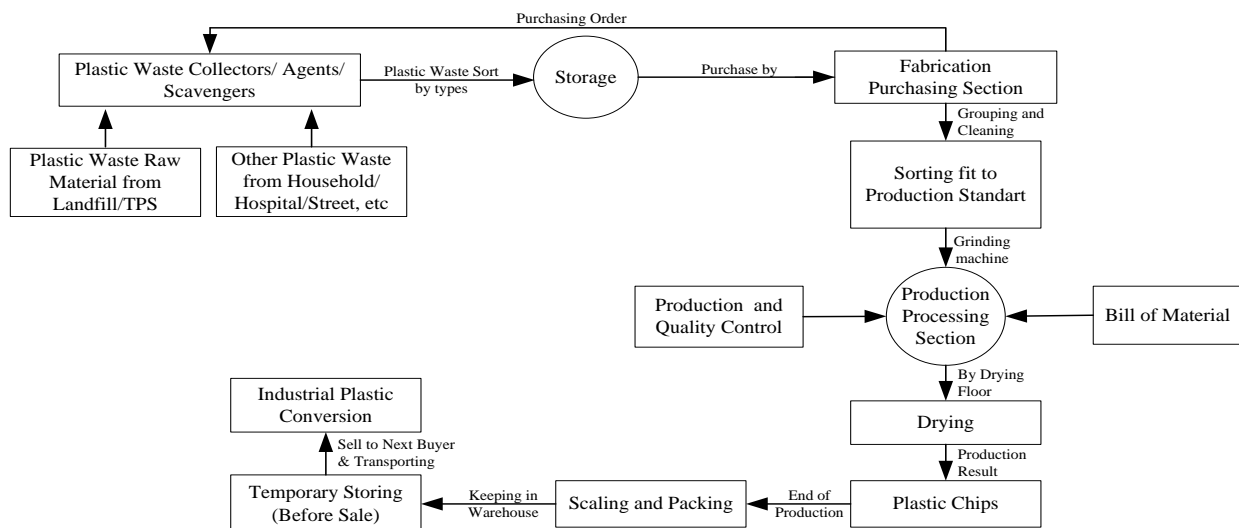 Purchasing Order
Plastic Waste Collectors/ Agents/
Scavengers
Plastic Waste Sort
by types
Storage
Purchase by
Fabrication
Purchasing Section
Grouping and
Cleaning
Plastic Waste Raw
Material from
Landfill/TPS
Other Plastic Waste
from Household/
Hospital/Street, etc
Sorting fit to
Production Standart
Grinding
machine
Production and
Quality Control
Production
Processing
Section
Bill of Material
By Drying
Floor
Drying
Production
Result
Plastic Chips
End of
Production
Scaling and Packing
Keeping in
Warehouse
Temporary Storing
(Before Sale)
Sell to Next Buyer
& Transporting
Industrial Plastic
Conversion